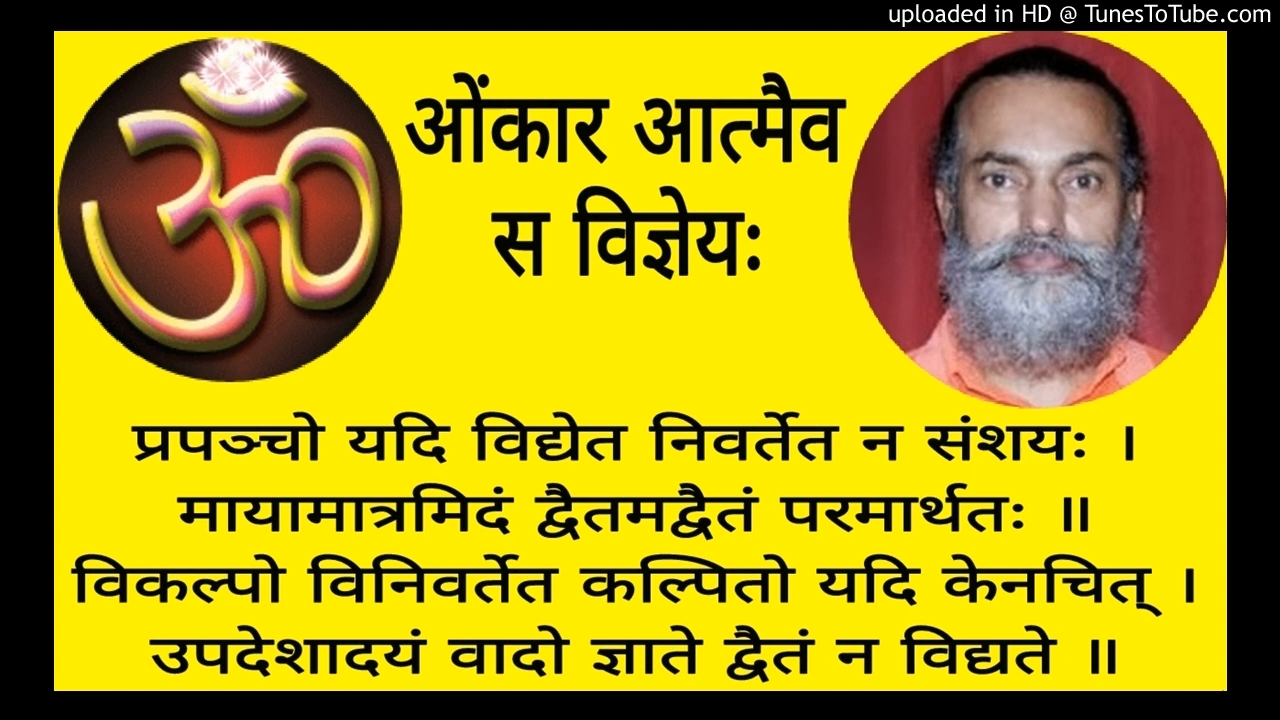 uploaded in HD @ TunesToTube.com
ओंकार आत्मैव
स विज्ञेयः
प्रपञ्चो यदि विद्येत निवर्तेत न संशयः ।
मायामात्रमिदं द्वैतमद्वैतं परमार्थतः ॥
विकल्पो विनिवर्तेत कल्पितो यदि केनचित् ।
उपदेशादयं वादो ज्ञाते द्वैतं न विद्यते ॥